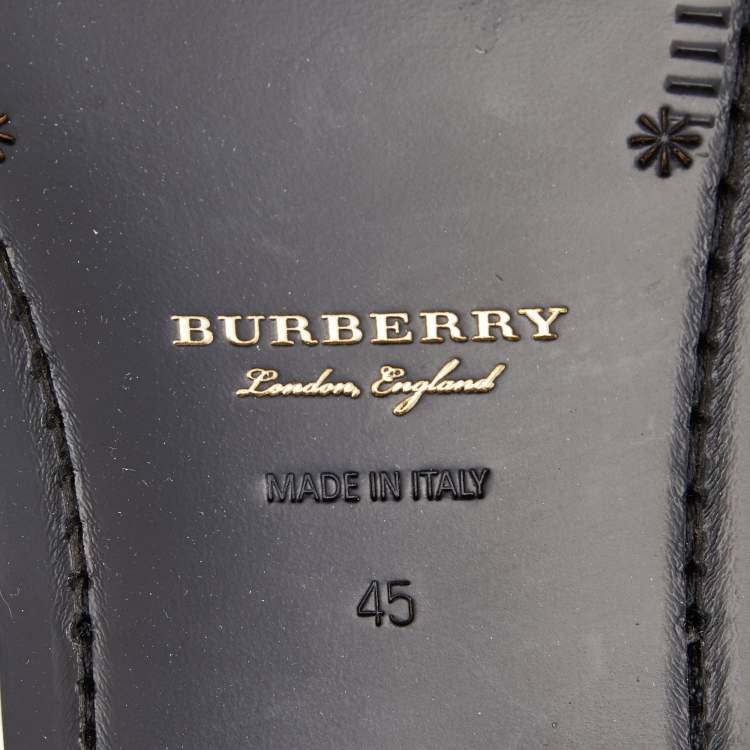 BURBERRY
London, England
MADE IN ITALY
45